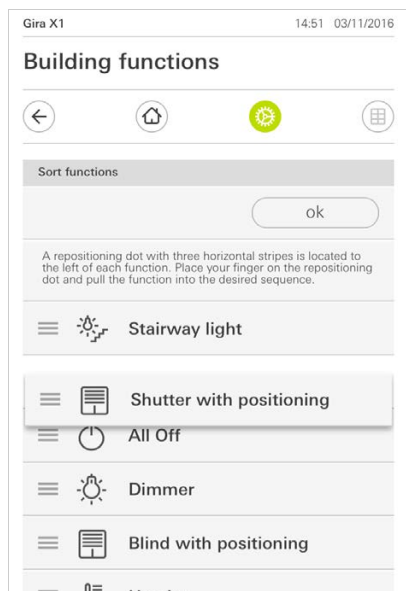 Gira X1 14:51 03/11/2016
Building functions
Sort functions
ok
A repositioning dot with three horizontal stripes is located to
the left of each function. Place your finger on the repositioning
dot and pull the function into the desired sequence.
Stairway light
Shutter with positioning
All Off
Dimmer
Blind with positioning